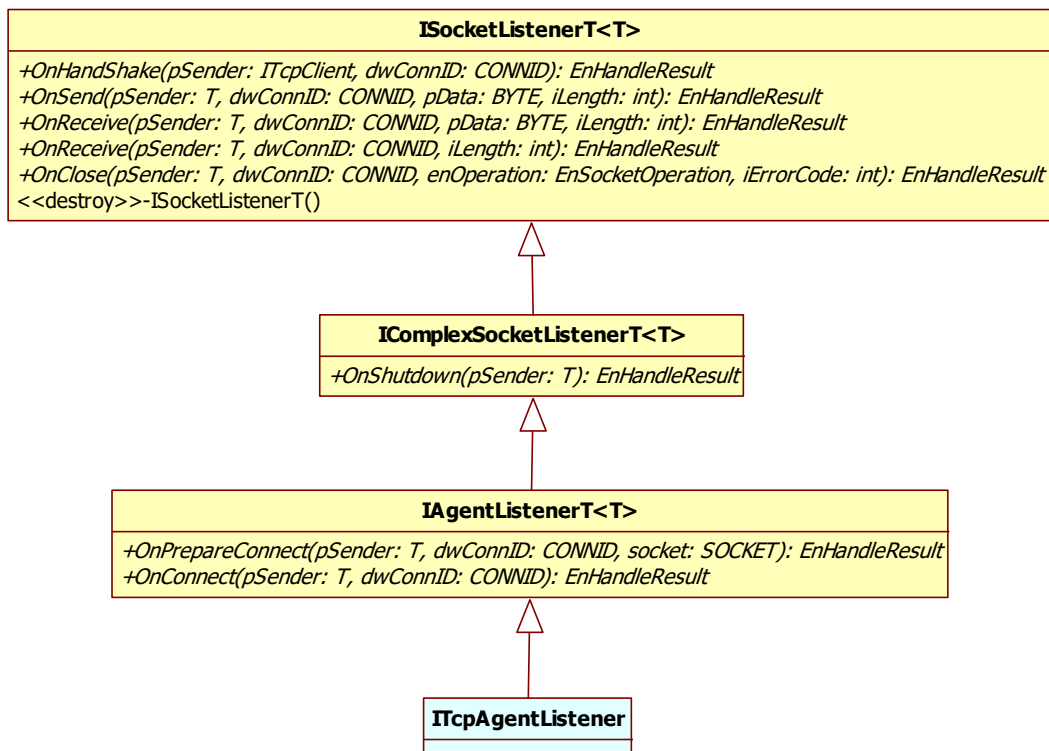 ISocketListenerT<T>
+OnHandShake(pSender: ITcpClient, dwConnID: CONNID): EnHandleResult
+OnSend(pSender: T, dwConnID: CONNID, pData: BYTE, iLength: int): EnHandleResult
+OnReceive(pSender: T, dwConnID: CONNID, pData: BYTE, iLength: int): EnHandleResult
+OnReceive(pSender: T, dwConnID: CONNID, iLength: int): EnHandleResult
+OnClose(pSender: T, dwConnID: CONNID, enOperation: EnSocketOperation, iErrorCode: int): EnHandleResult
<<destroy>>-ISocketListenerT()
IComplexSocketListenerT<T>
+OnShutdown(pSender: T): EnHandleResult
IAgentListenerT<T>
+OnPrepareConnect(pSender: T, dwConnID: CONNID, socket: SOCKET): EnHandleResult
+OnConnect(pSender: T, dwConnID: CONNID): EnHandleResult
ITcpAgentListener